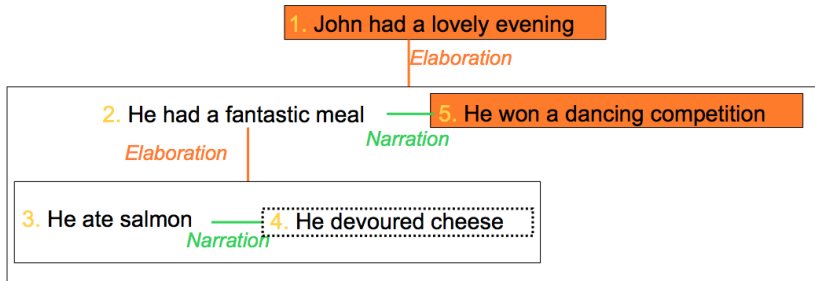 1. John had a lovely evening
Elaboration
2. He had a fantastic meal
5. He won a dancing competition
Narration
Elaboration
3. He ate salmon
4. He devoured cheese
Narration